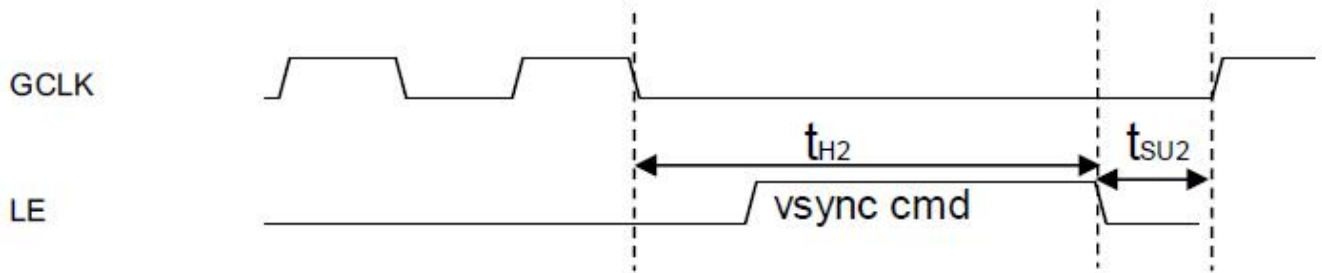 GCLK
tH2
tSU2
LE
vsync cmd